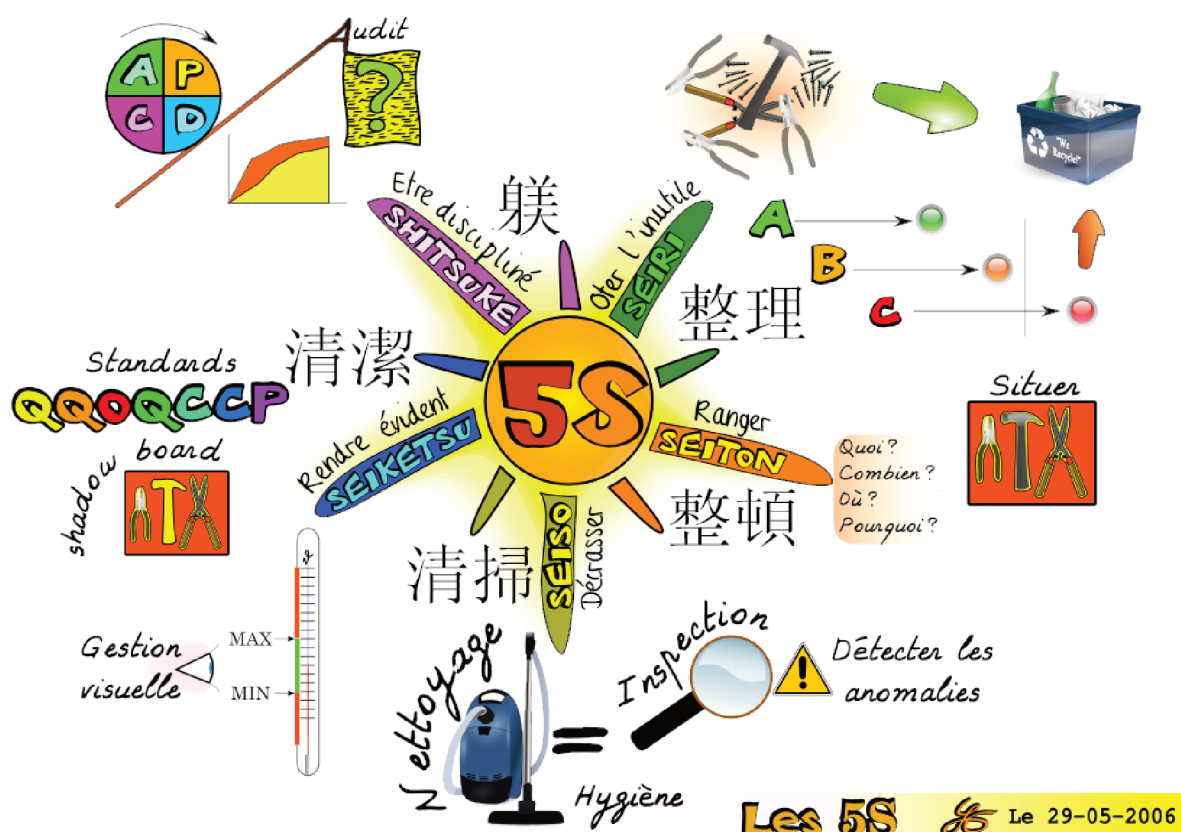 Audit
A P
C D
?
"We
Recycle!"
Etre discipliné
SHITSUKE
躾
Oter l'inutile
SEIRI
整理
A
B
C
清潔
Rendre évident
SEIKETSU
5S
Ranger
SEITON
整頓
Quoi?
Combien?
Où?
Pourquoi?
Situer
Standards
QQOQCCP
shadow
board
清掃
SEISO
Décrasser
Gestion
visuelle
MAX
MIN
Nettoyage
=
Inspection
Hygiène
!
Détecter les
anomalies
Les 5S
Le 29-05-2006